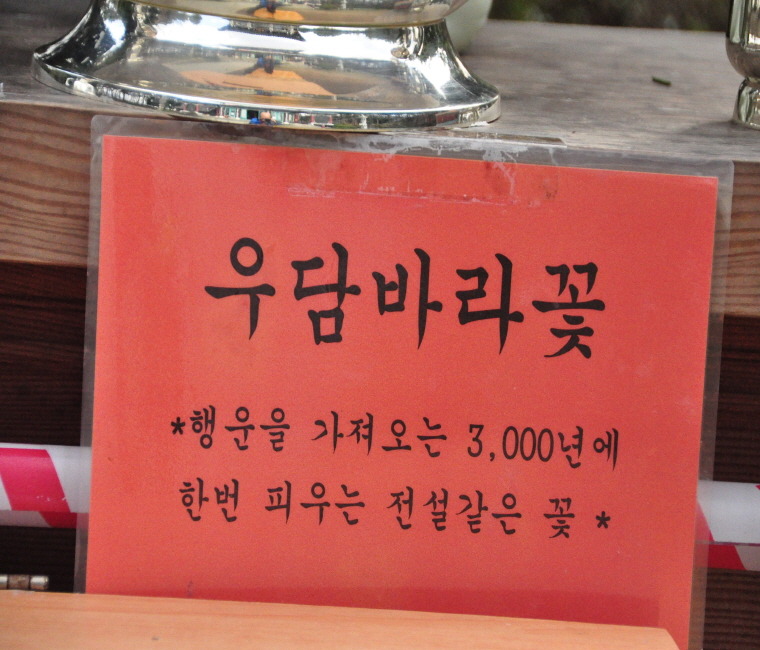 우담바라꽃
*행운을 가져오는 3,000년에
한번 피우는 전설같은 꽃 *